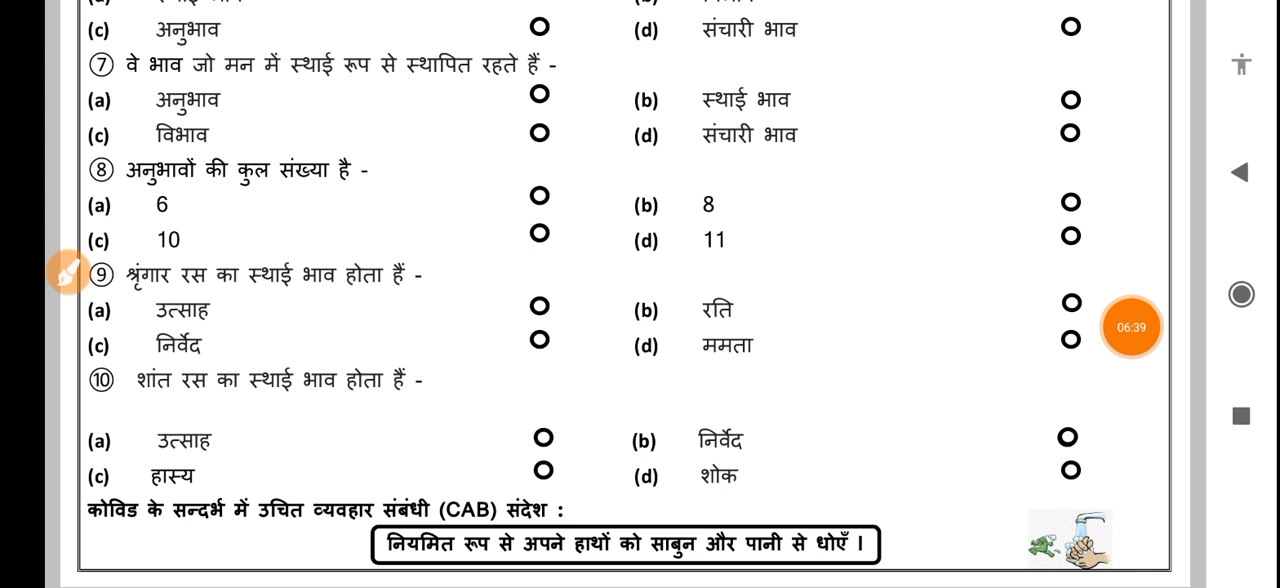 (c) अनुभाव (d) संचारी भाव
⑦ वे भाव जो मन में स्थाई रूप से स्थापित रहते हैं -
(a) अनुभाव (b) स्थाई भाव
(c) विभाव (d) संचारी भाव
⑧ अनुभावों की कुल संख्या है -
(a) 6 (b) 8
(c) 10 (d) 11
⑨ श्रृंगार रस का स्थाई भाव होता हैं -
(a) उत्साह (b) रति
(c) निर्वेद (d) ममता
06:39
⑩ शांत रस का स्थाई भाव होता हैं -
(a) उत्साह (b) निर्वेद
(c) हास्य (d) शोक
कोविड के सन्दर्भ में उचित व्यवहार संबंधी (CAB) संदेश :
नियमित रूप से अपने हाथों को साबुन और पानी से धोएँ ।